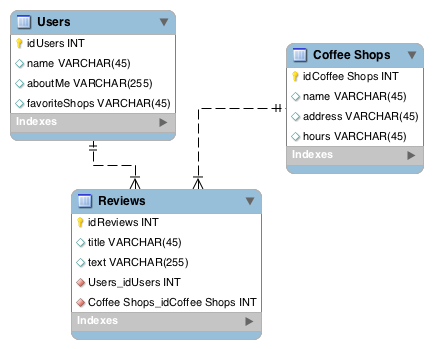 Users
idUsers INT
name VARCHAR(45)
aboutMe VARCHAR(255)
favoriteShops VARCHAR(45)
Indexes
Coffee Shops
idCoffee Shops INT
name VARCHAR(45)
address VARCHAR(45)
hours VARCHAR(45)
Indexes
Reviews
idReviews INT
title VARCHAR(45)
text VARCHAR(255)
Users_idUsers INT
Coffee Shops_idCoffee Shops INT
Indexes